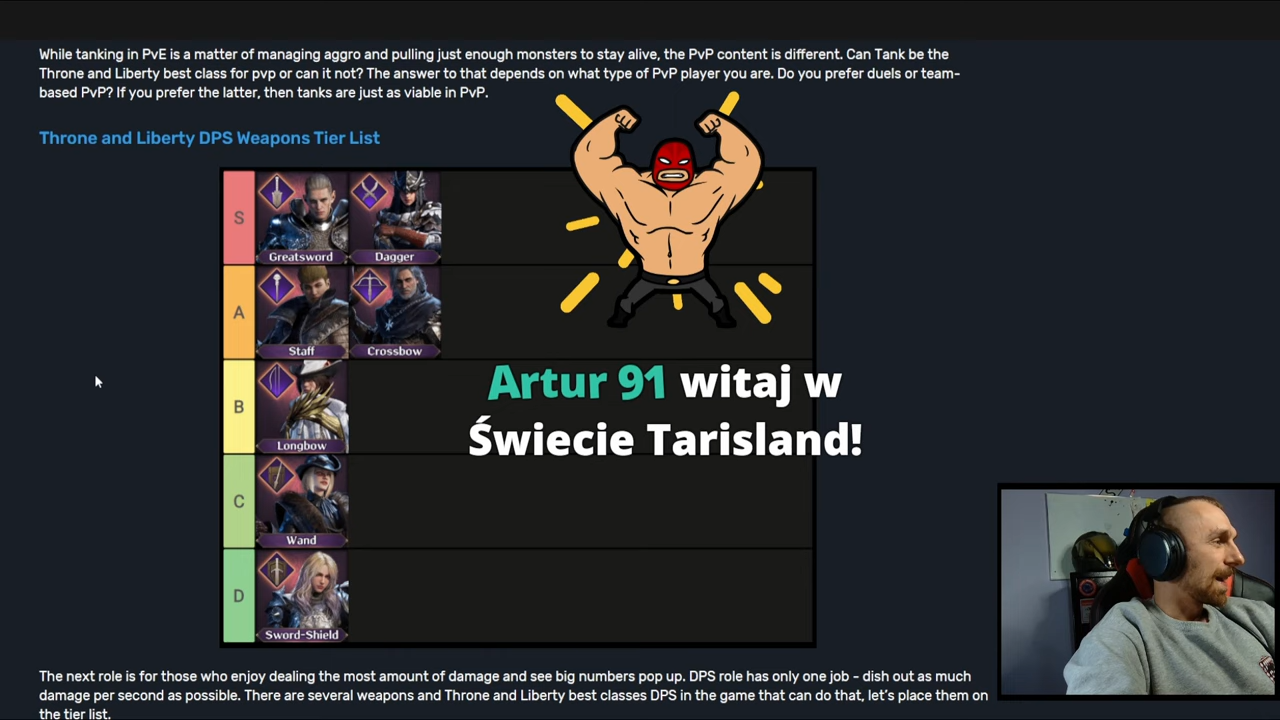 While tanking in PvE is a matter of managing aggro and pulling just enough monsters to stay alive, the PvP content is different. Can Tank be the
Throne and Liberty best class for pvp or can it not? The answer to that depends on what type of PvP player you are. Do you prefer duels or team-
based PvP? If you prefer the latter, then tanks are just as viable in PvP.
Throne and Liberty DPS Weapons Tier List
S
Greatsword
Dagger
A
Staff
Crossbow
Artur 91 witaj w
Świecie Tarisland!
B
Longbow
C
Wand
D
Sword-Shield
The next role is for those who enjoy dealing the most amount of damage and see big numbers pop up. DPS role has only one job - dish out as much
damage per second as possible. There are several weapons and Throne and Liberty best classes DPS in the game that can do that, let's place them on
the tier list.